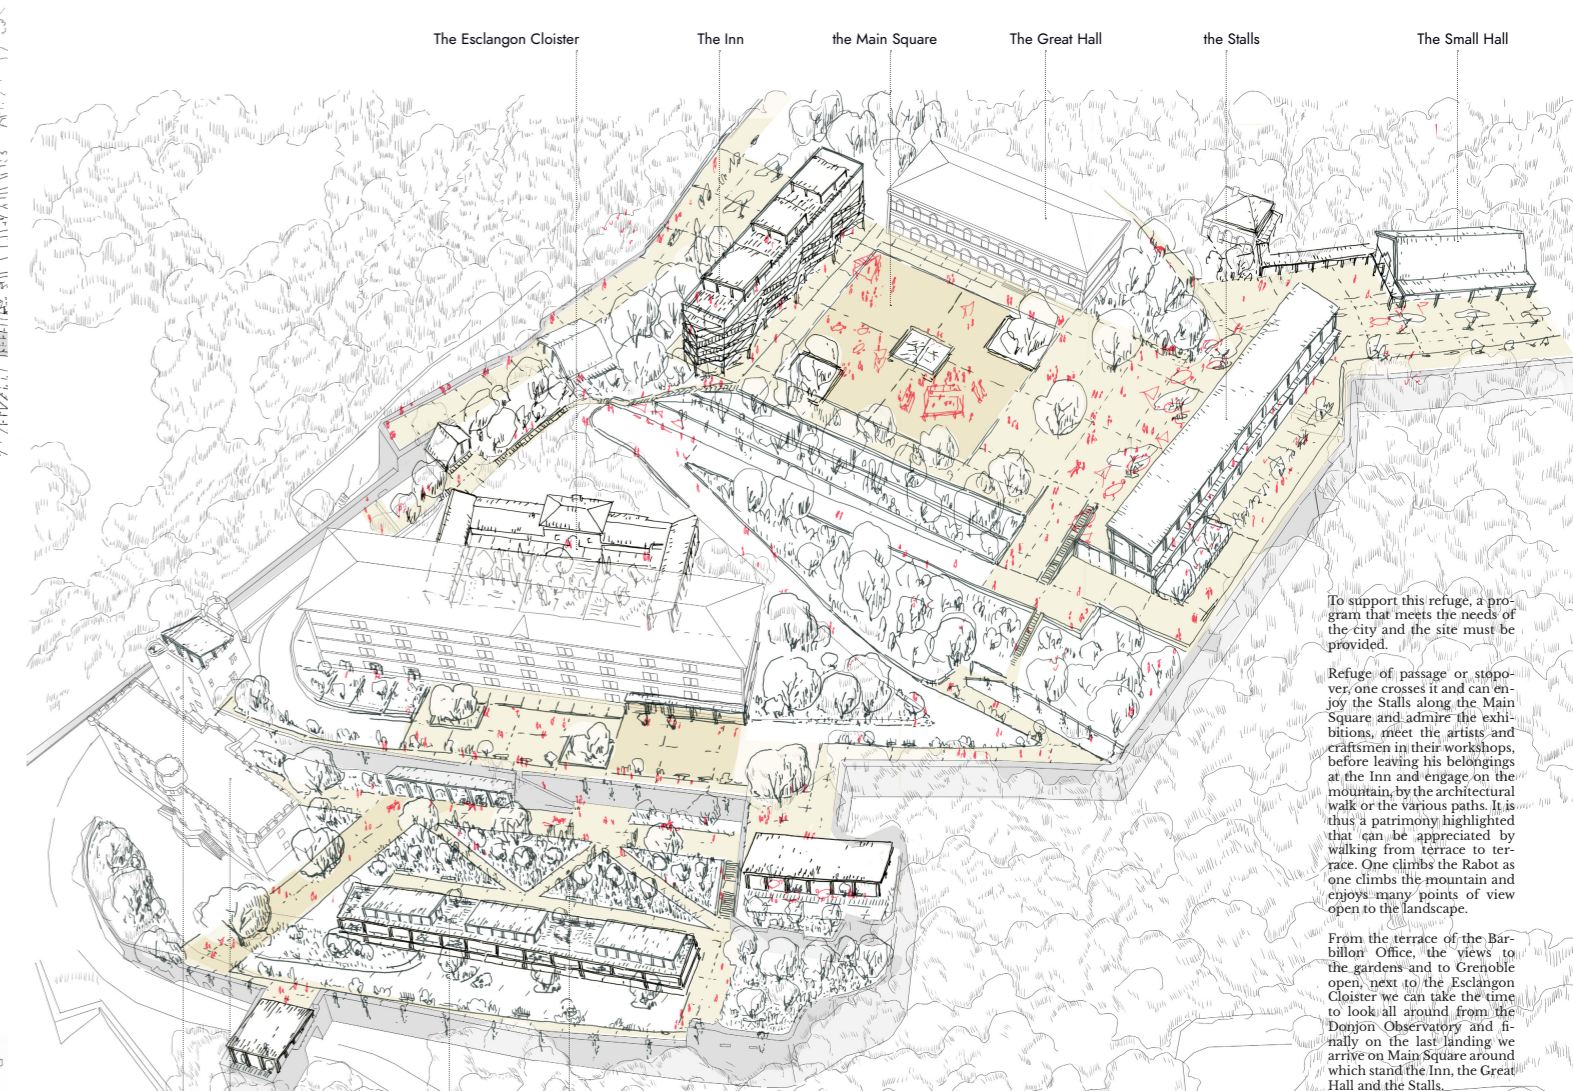 The Esclangon Cloister
The Inn
the Main Square
The Great Hall
the Stalls
The Small Hall
To support this refuge, a pro-
gram that meets the needs of
the city and the site must be
provided.
Refuge of passage or stopo-
ver, one crosses it and can en-
joy the Stalls along the Main
Square and admire the exhi-
bitions, meet the artists and
craftsmen in their workshops,
before leaving his belongings
at the Inn and engage on the
mountain, by the architectural
walk or the various paths. It is
thus a patrimony highlighted
that can be appreciated by
walking from terrace to ter-
race. One climbs the Rabot as
one climbs the mountain and
enjoys many points of view
open to the landscape.
From the terrace of the Bar-
billon Office, the views to
the gardens and to Grenoble
open, next to the Esclangon
Cloister we can take the time
to look all around from the
Donjon Observatory and fi-
nally on the last landing we
arrive on Main Square around
which stand the Inn, the Great
Hall and the Stalls.